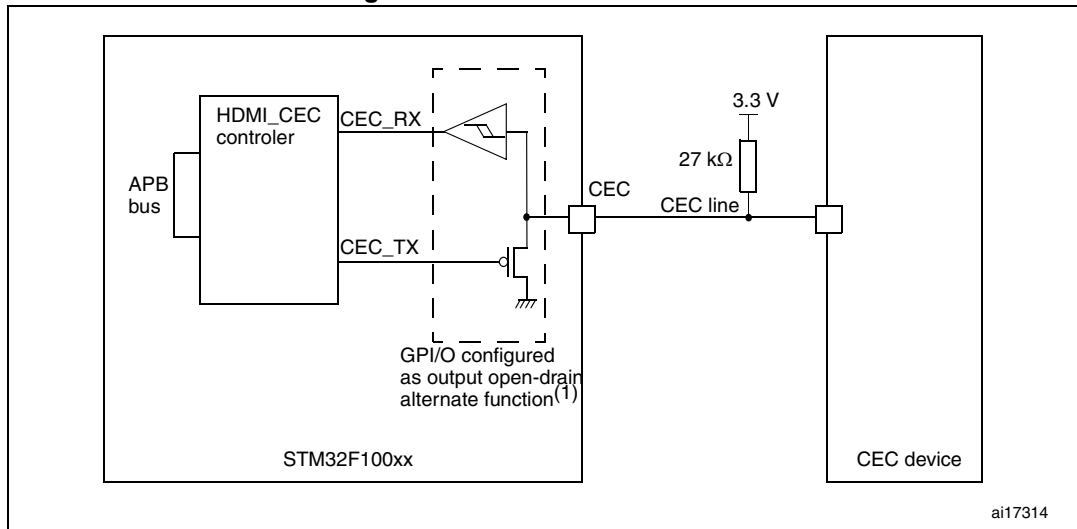 HDMI_CEC
controler
CEC_RX
APB
bus
CEC_TX
GPI/O configured
as output open-drain
alternate function(1)
STM32F100xx
CEC
CEC line
3.3 V
27 kΩ
CEC device
ai17314